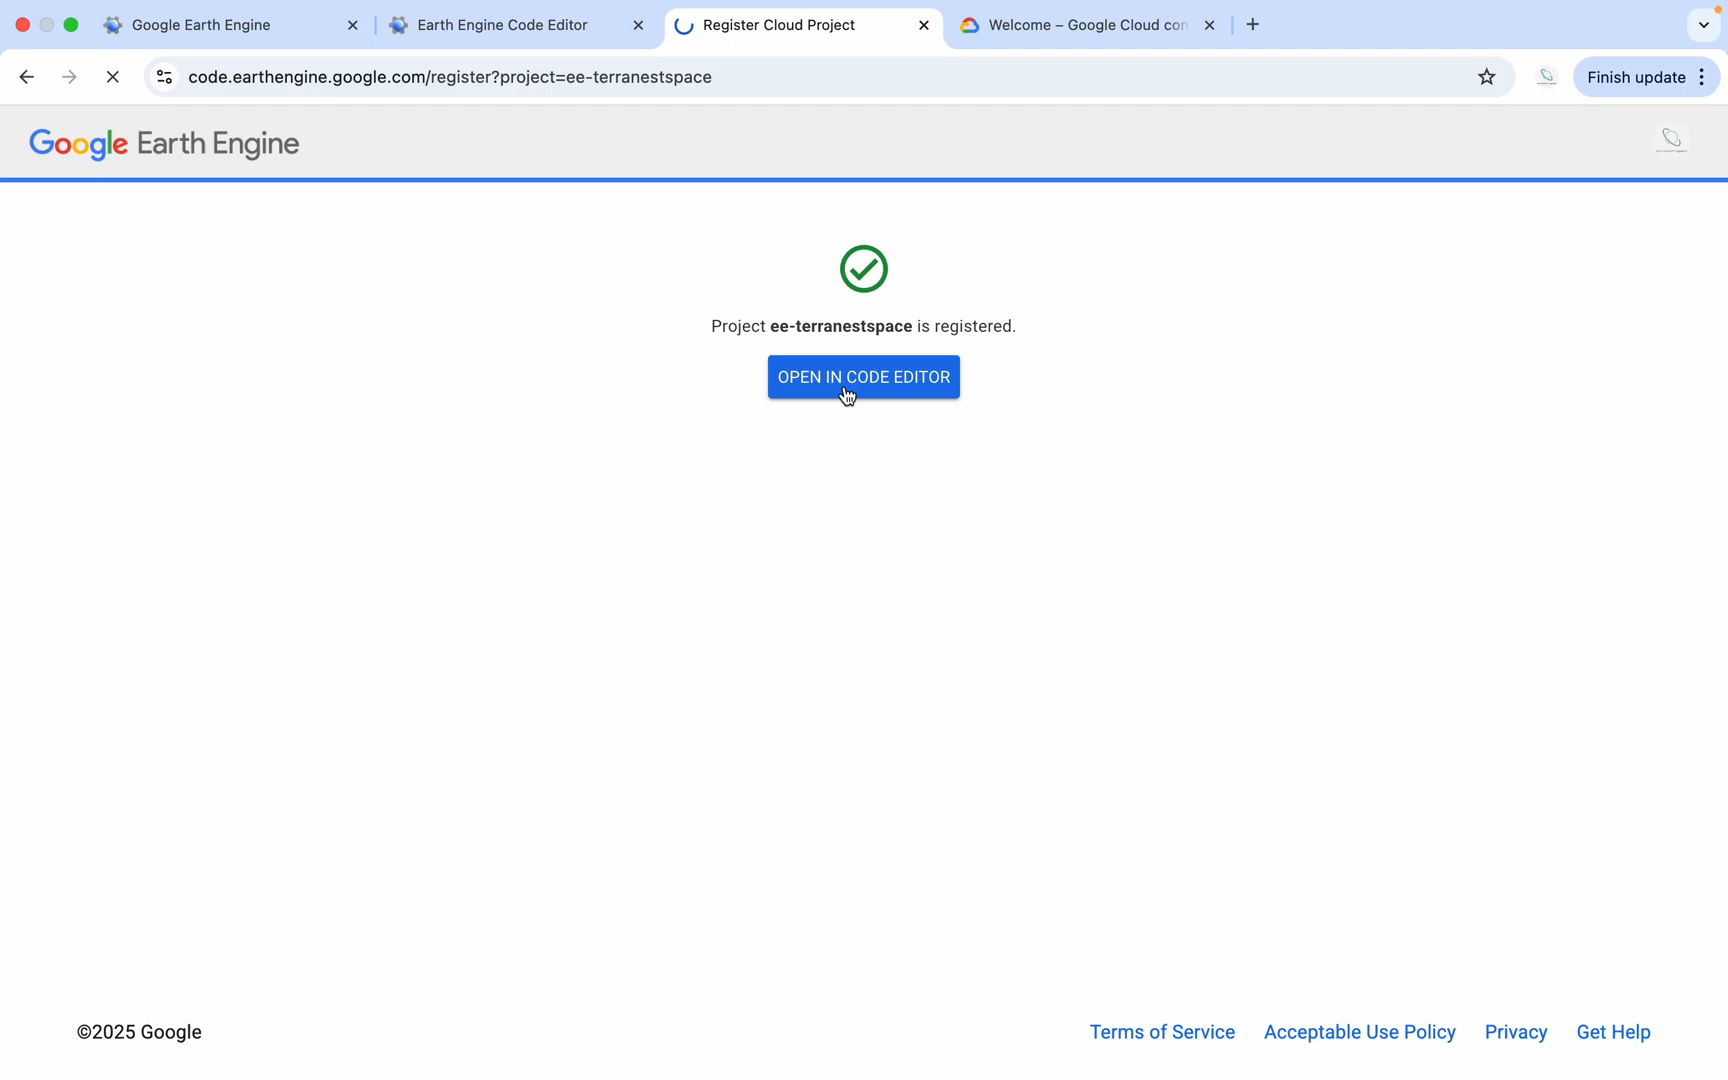 Google Earth Engine
Earth Engine Code Editor
Register Cloud Project
Welcome – Google Cloud con
code.earthengine.google.com/register?project=ee-terranestspace
Finish update
Google Earth Engine
Project ee-terranestspace is registered.
OPEN IN CODE EDITOR
©2025 Google
Terms of Service
Acceptable Use Policy
Privacy
Get Help